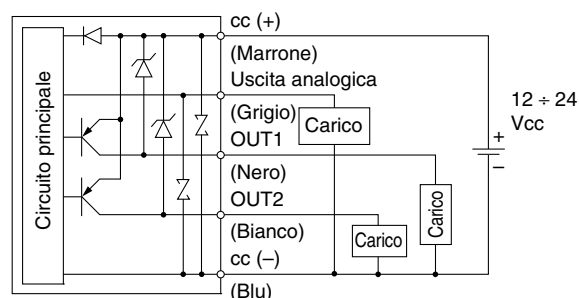 Circuito principale
cc (+)
(Marrone)
Uscita analogica
(Grigio)
OUT1
(Nero)
OUT2
(Bianco)
cc (–)
(Blu)
Carico
Carico
Carico
12 ÷ 24
Vcc
+
–